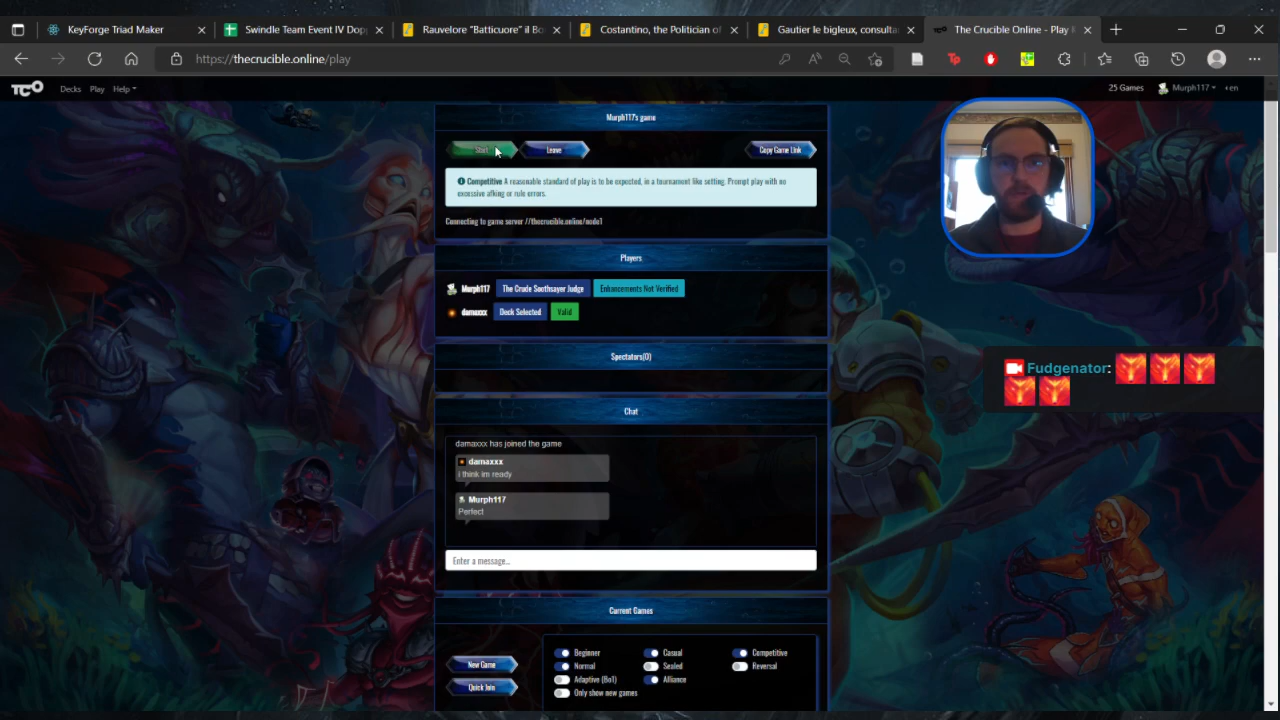 KeyForge Triad Maker
Swindle Team Event IV Dopp
Rauvelore "Batticuore" il Bo
Costantino, the Politician of
Gautier le bigleux, consulta
The Crucible Online - Play
https://thecrucible.online/play
TCO
Decks
Play
Help
25 Games
Murph117
en
Murph117's game
Start
Leave
Copy Game Link
Competitive A reasonable standard of play is to be expected, in a tournament like setting. Prompt play with no
excessive afking or rule errors.
Connecting to game server //thecrucible.online/node1
Players
Murph117 The Crude Soothsayer Judge Enhancements Not Verified
damaxxx Deck Selected Valid
Spectators(0)
Chat
damaxxx has joined the game
damaxxx
i think im ready
Murph117
Perfect
Enter a message...
Fudgenator:
Current Games
New Game
Quick Join
Beginner Casual Competitive
Normal Sealed Reversal
Adaptive (Bo1) Alliance
Only show new games